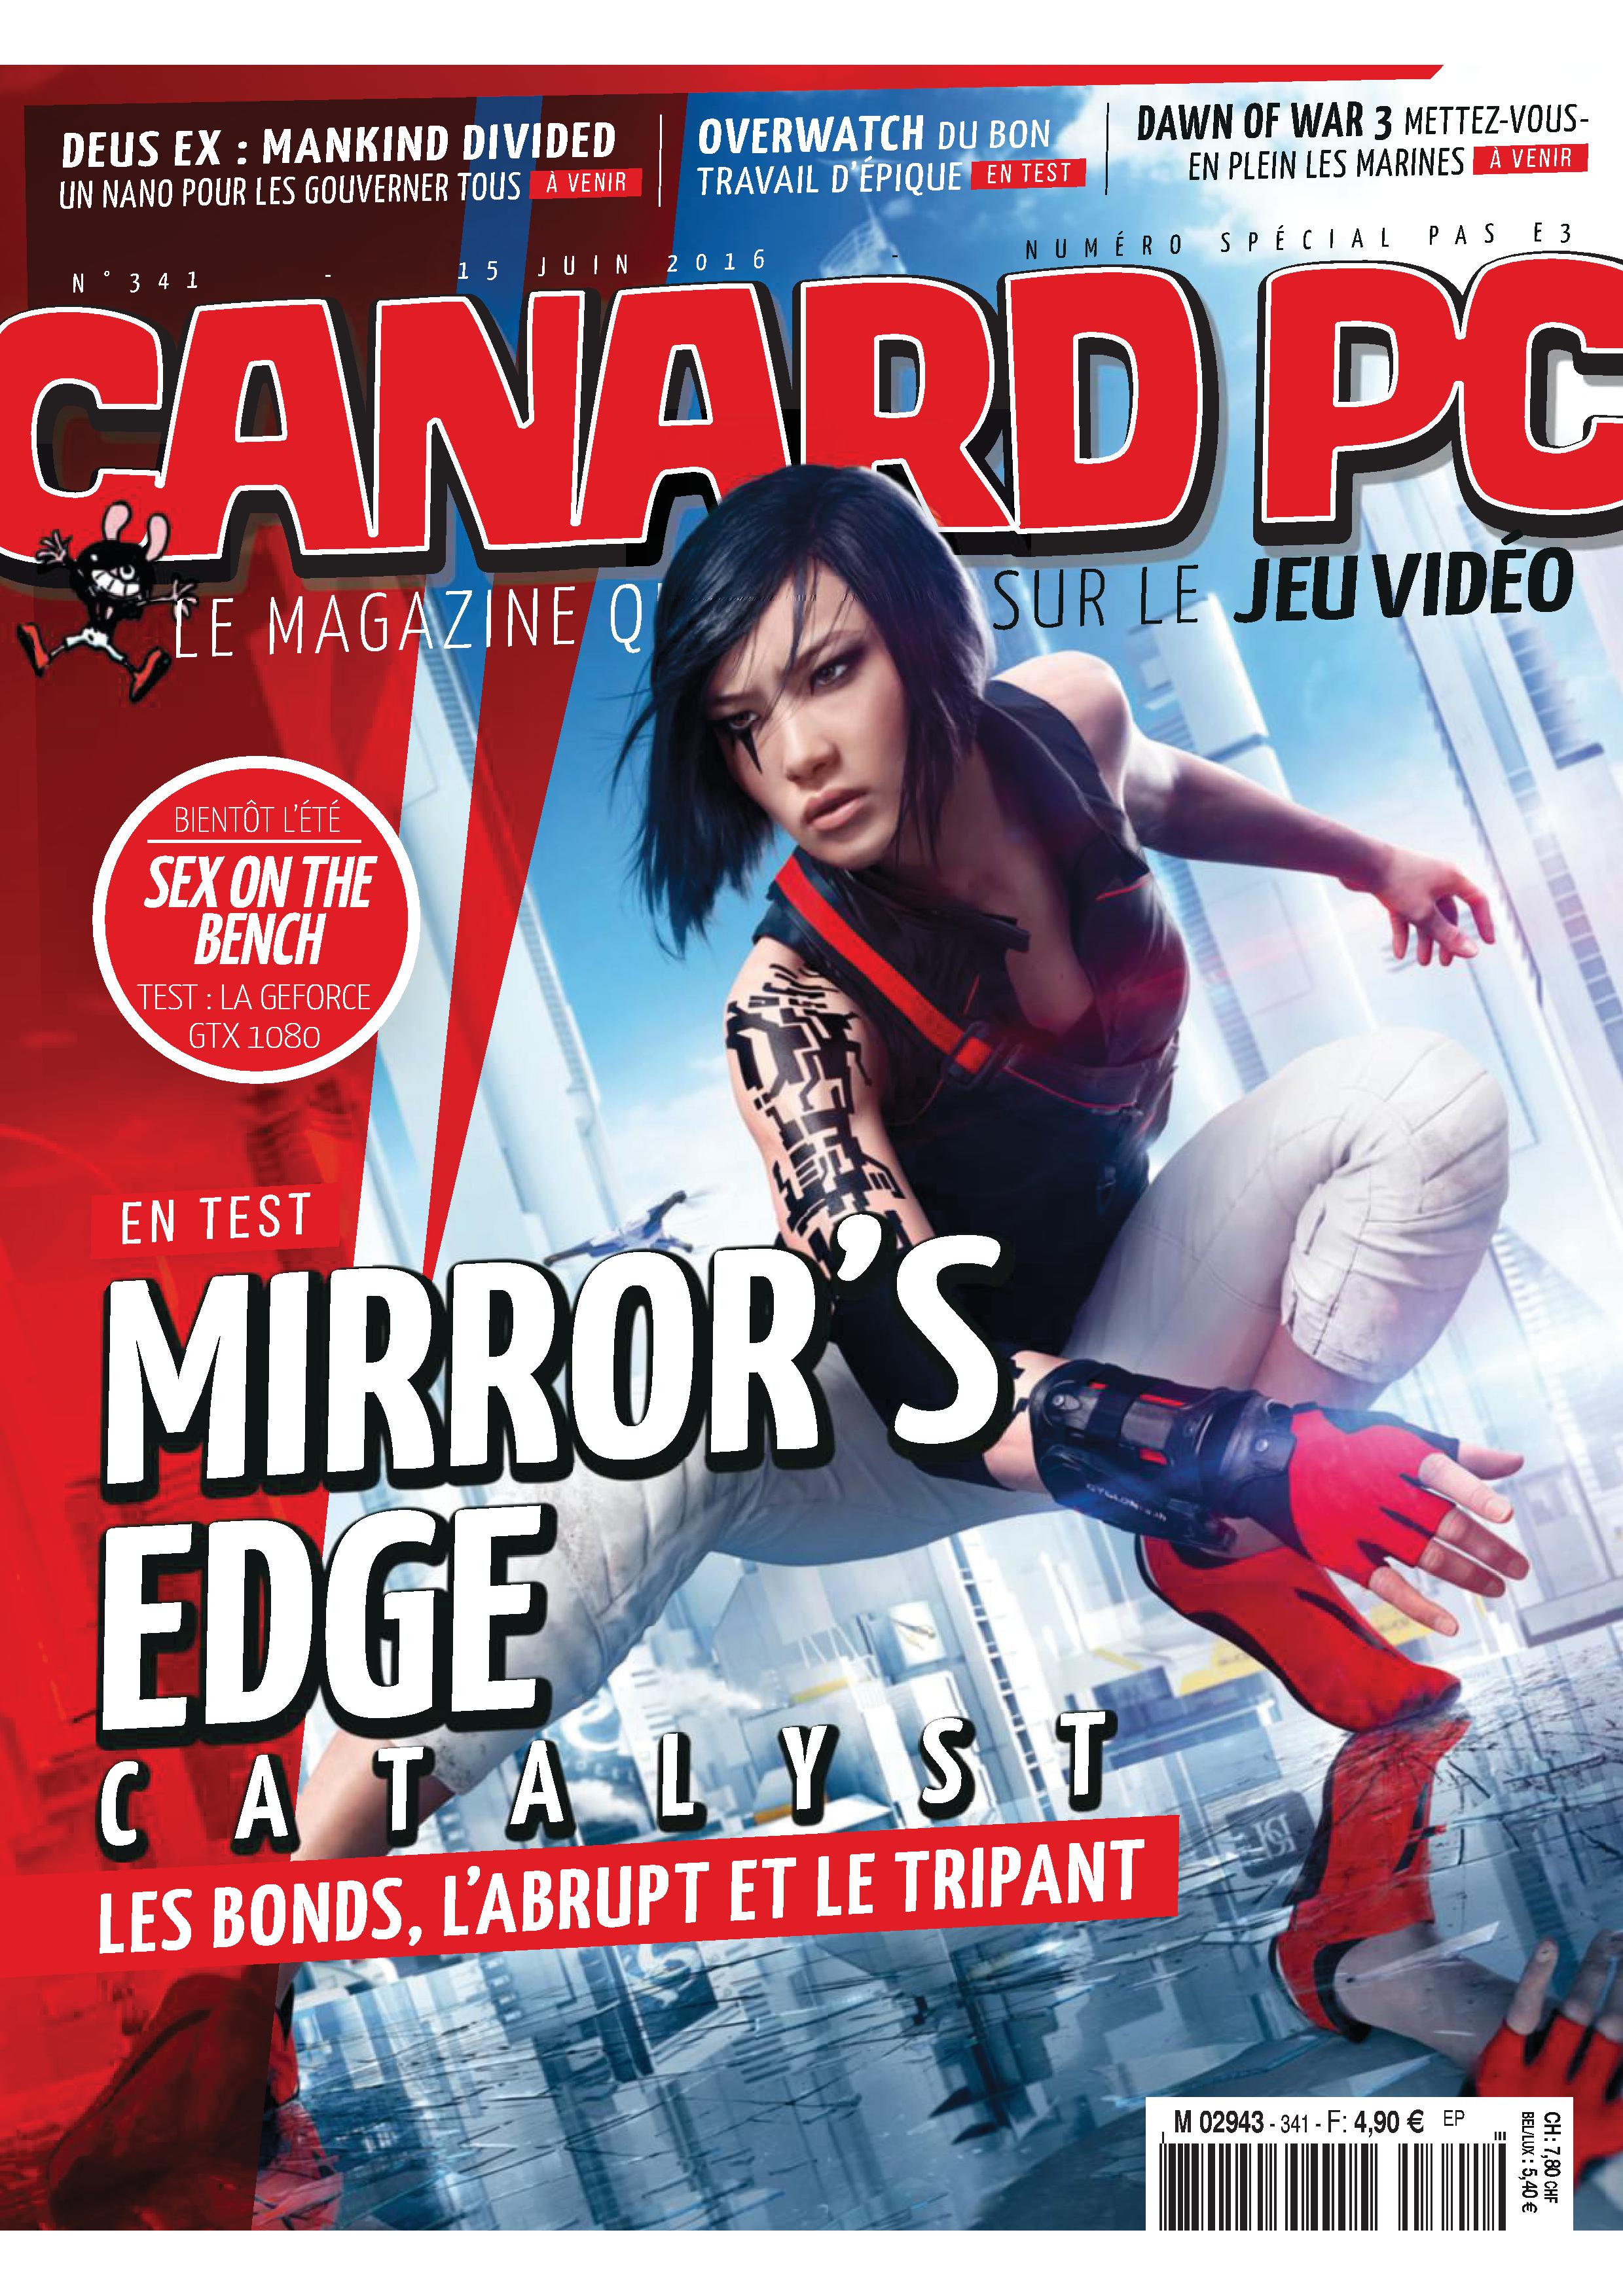 DEUS EX : MANKIND DIVIDED
UN NANO POUR LES GOUVERNER TOUS À VENIR
OVERWATCH DU BON
TRAVAIL D'ÉPIQUE EN TEST
DAWN OF WAR 3 METTEZ-VOUS-
EN PLEIN LES MARINES À VENIR
N°341 - 15 JUIN 2016 - NUMÉRO SPÉCIAL PAS E3
CANARD PC
LE MAGAZINE Q SUR LE JEU VIDÉO
BIENTÔT L'ÉTÉ
SEX ON THE
BENCH
TEST : LA GEFORCE
GTX 1080
EN TEST
MIRROR'S
EDGE
CATALYST
LES BONDS, L'ABRUPT ET LE TRIPANT
M 02943 - 341 - F: 4,90 € EP
CH : 7,80 CHF
BEL/LUX : 5,40 €